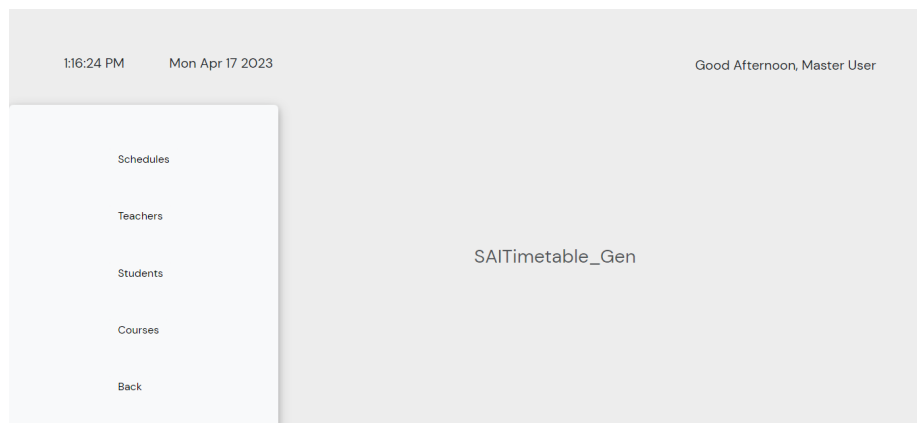 1:16:24 PM Mon Apr 17 2023 Good Afternoon, Master User
Schedules
Teachers
SAITimetable_Gen
Students
Courses
Back